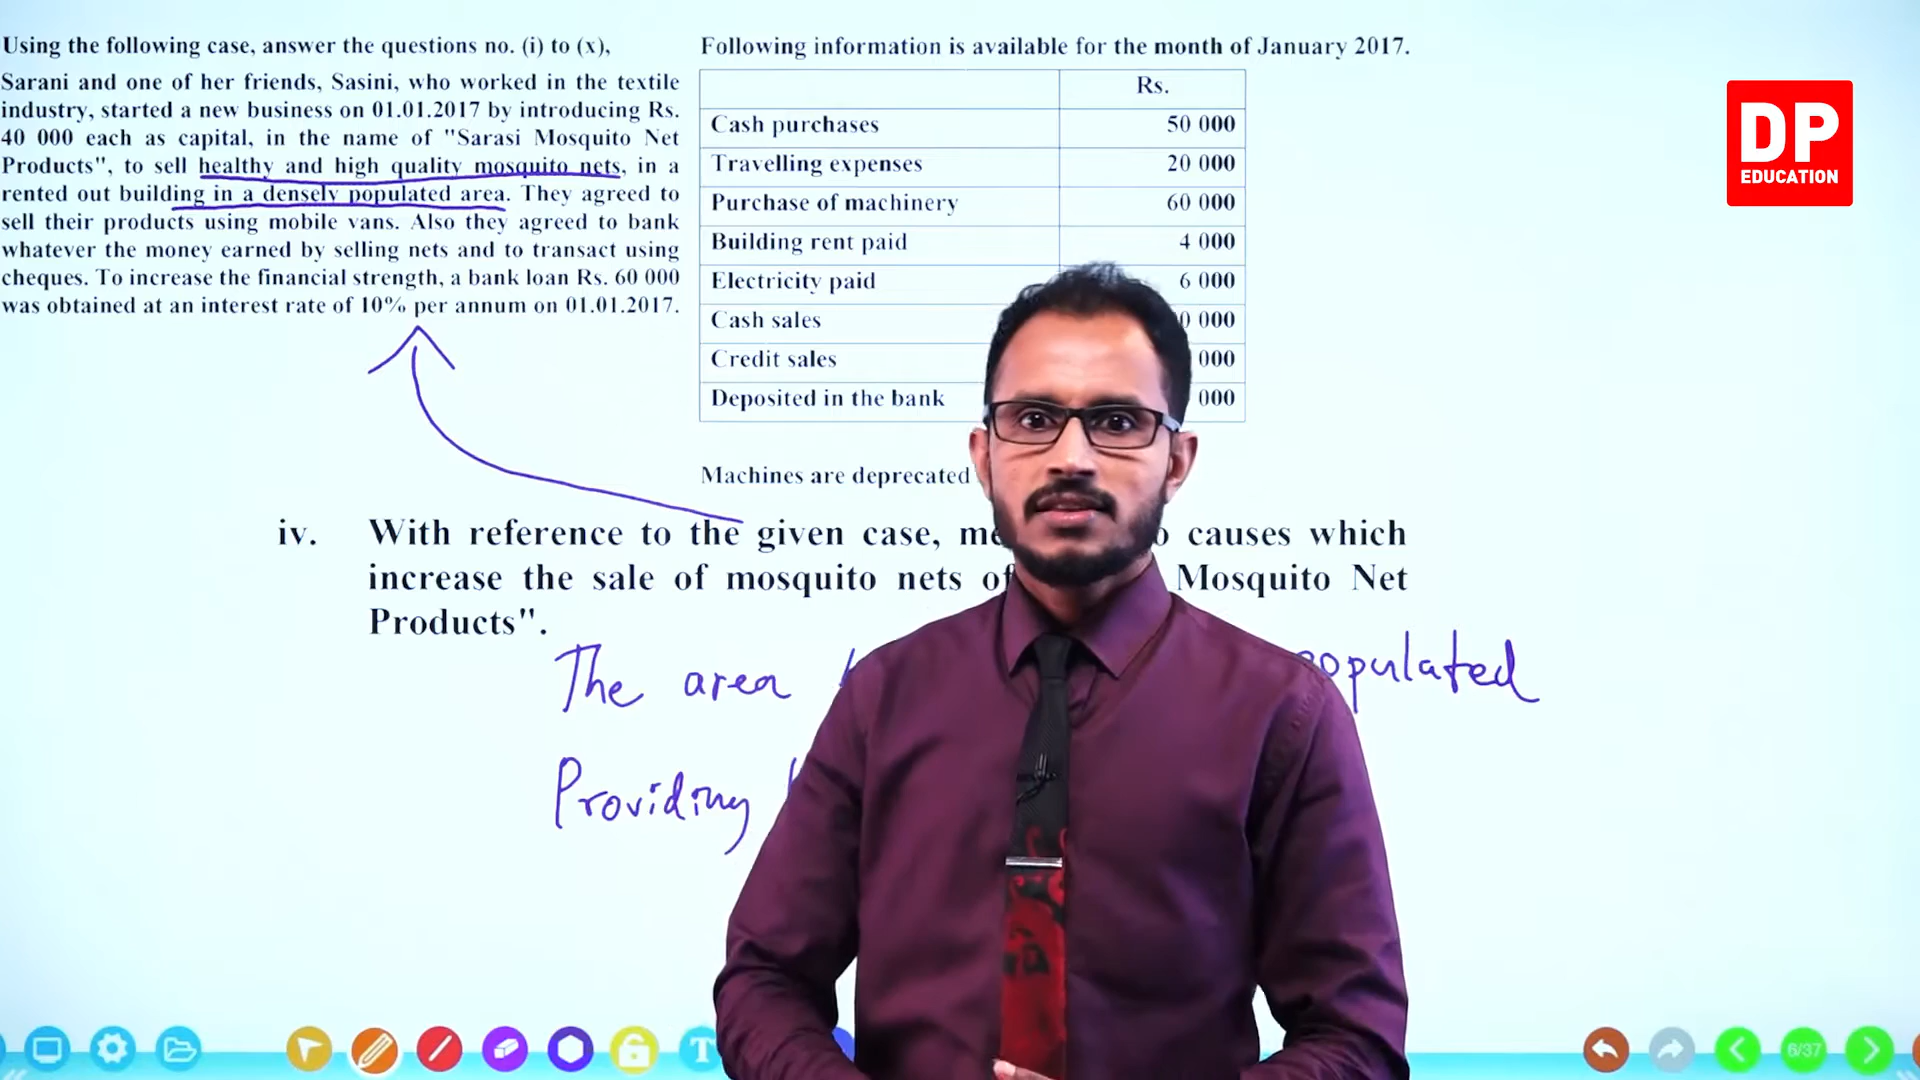 Using the following case, answer the questions no. (i) to (x),
Sarani and one of her friends, Sasini, who worked in the textile
industry, started a new business on 01.01.2017 by introducing Rs.
40 000 each as capital, in the name of "Sarasi Mosquito Net
Products", to sell healthy and high quality mosquito nets, in a
rented out building in a densely populated area. They agreed to
sell their products using mobile vans. Also they agreed to bank
whatever the money earned by selling nets and to transact using
cheques. To increase the financial strength, a bank loan Rs. 60 000
was obtained at an interest rate of 10% per annum on 01.01.2017.
Following information is available for the month of January 2017.
Rs.
Cash purchases 50 000
Travelling expenses 20 000
Purchase of machinery 60 000
Building rent paid 4 000
Electricity paid 6 000
Cash sales 000
Credit sales 000
Deposited in the bank 000
Machines are deprecated
iv. With reference to the given case, causes which
increase the sale of mosquito nets Mosquito Net
Products".
The area populated
Providing
DP
EDUCATION
T
6/37